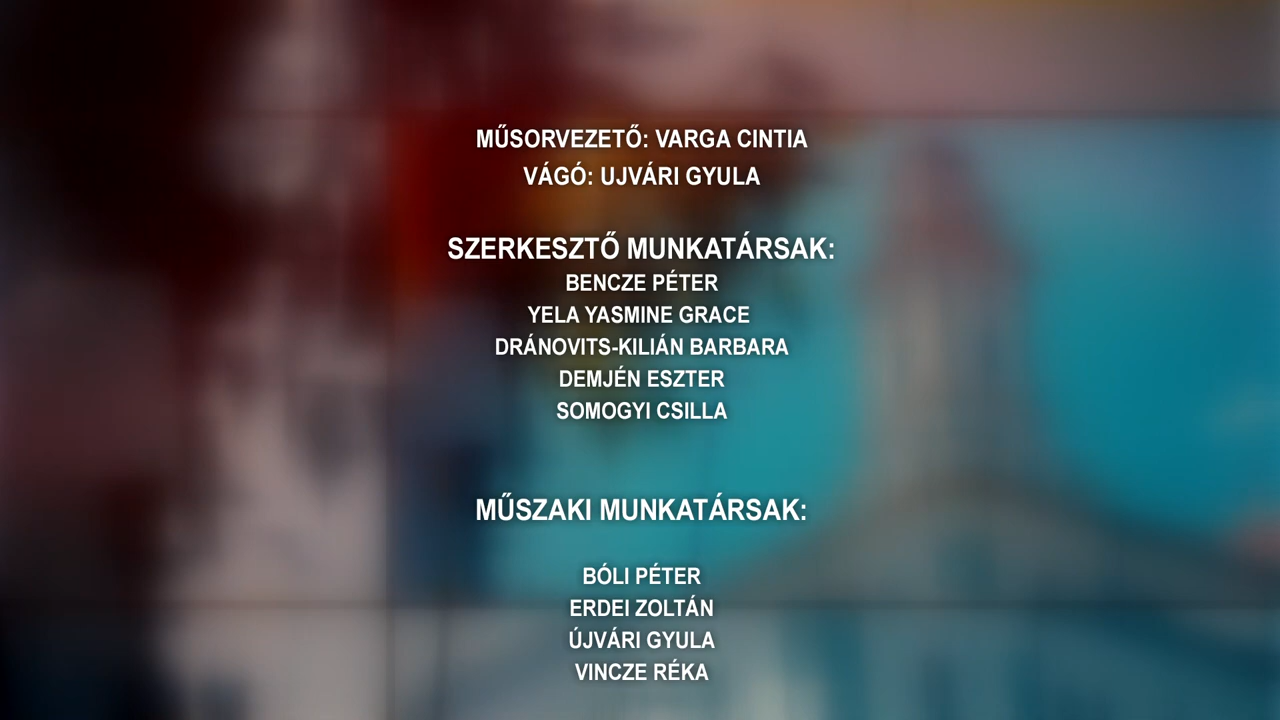 MŰSORVEZETŐ: VARGA CINTIA
VÁGÓ: UJVÁRI GYULA
SZERKESZTŐ MUNKATÁRSAK:
BENCZE PÉTER
YELA YASMINE GRACE
DRÁNOVITS-KILIÁN BARBARA
DEMJÉN ESZTER
SOMOGYI CSILLA
MŰSZAKI MUNKATÁRSAK:
BÓLI PÉTER
ERDEI ZOLTÁN
ÚJVÁRI GYULA
VINCZE RÉKA